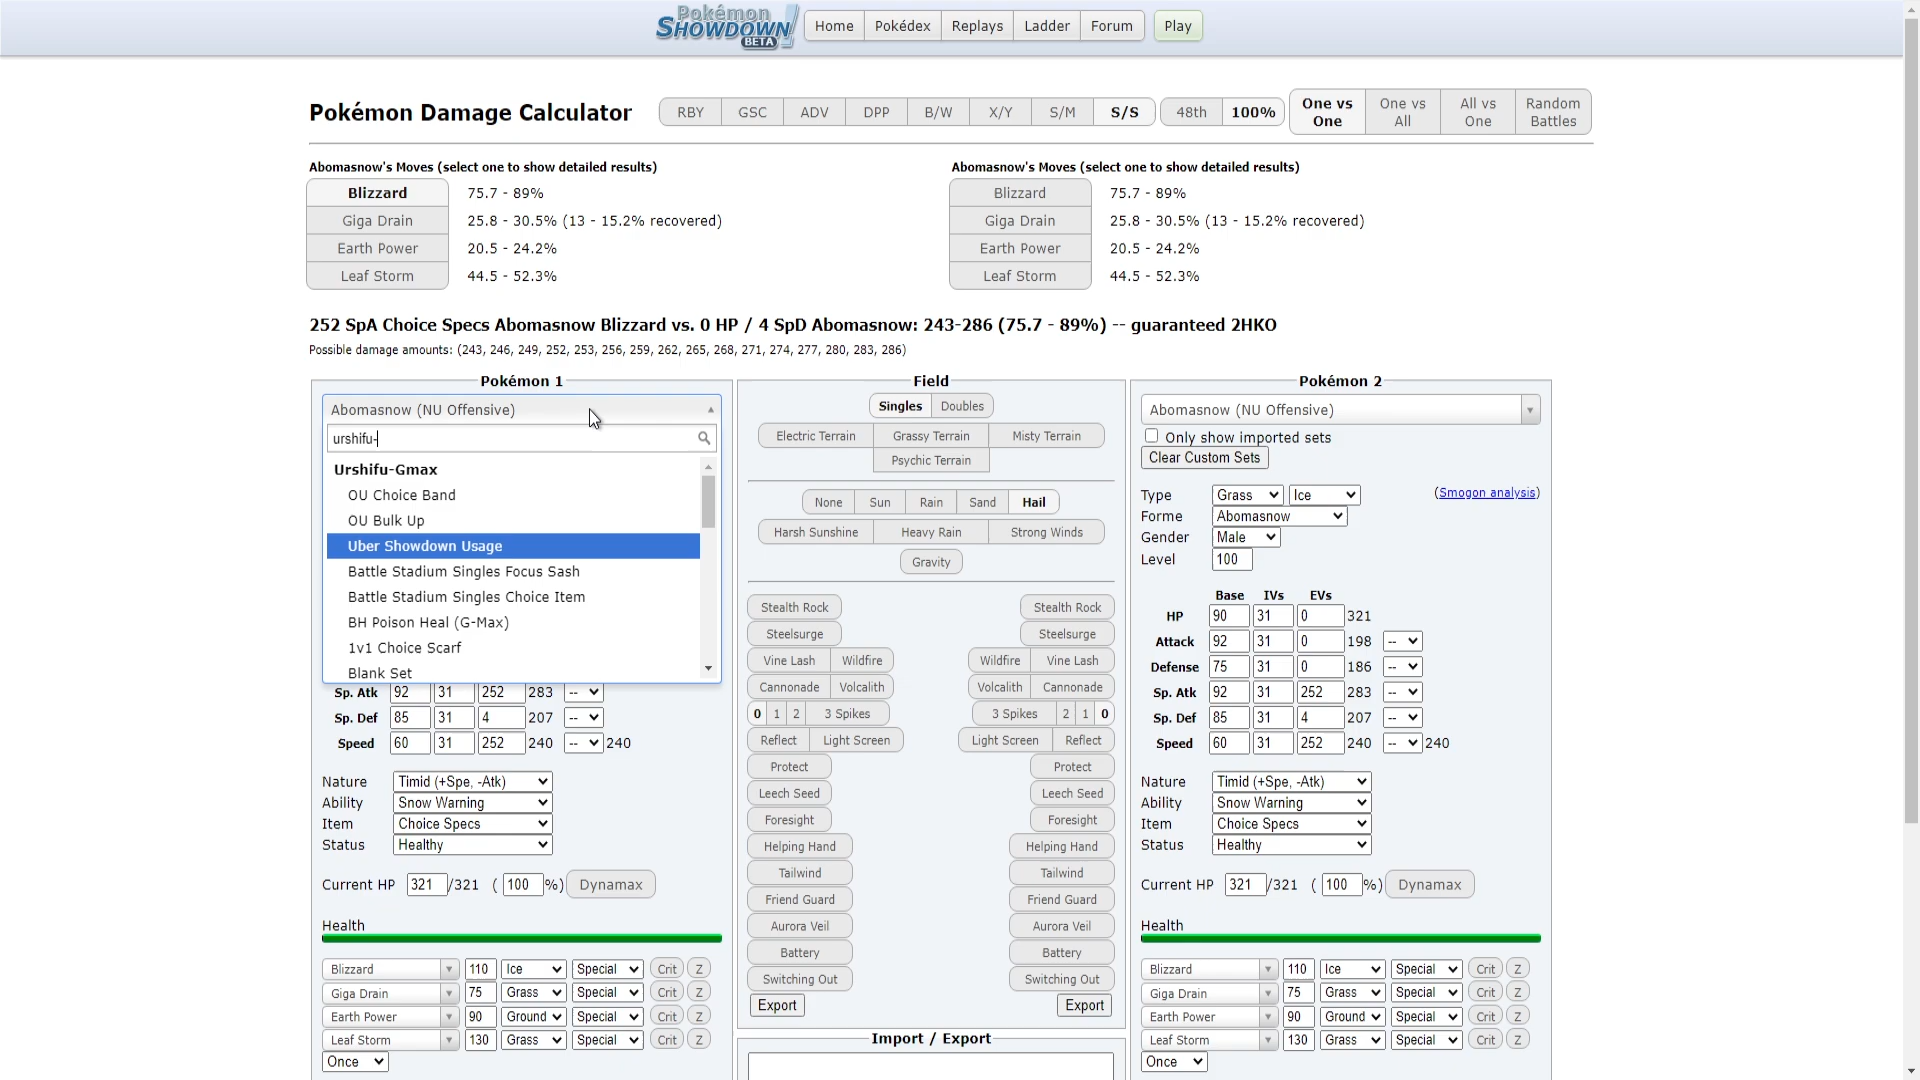 Pokémon
SHOWDOWN!
BETA
Home Pokédex Replays Ladder Forum Play
Pokémon Damage Calculator RBY GSC ADV DPP B/W X/Y S/M S/S 48th 100% One vs One One vs All All vs One Random Battles
Abomasnow's Moves (select one to show detailed results) Abomasnow's Moves (select one to show detailed results)
Blizzard 75.7 - 89% Blizzard 75.7 - 89%
Giga Drain 25.8 - 30.5% (13 - 15.2% recovered) Giga Drain 25.8 - 30.5% (13 - 15.2% recovered)
Earth Power 20.5 - 24.2% Earth Power 20.5 - 24.2%
Leaf Storm 44.5 - 52.3% Leaf Storm 44.5 - 52.3%
252 SpA Choice Specs Abomasnow Blizzard vs. 0 HP / 4 SpD Abomasnow: 243-286 (75.7 - 89%) -- guaranteed 2HKO
Possible damage amounts: (243, 246, 249, 252, 253, 256, 259, 262, 265, 268, 271, 274, 277, 280, 283, 286)
Pokémon 1
Abomasnow (NU Offensive)
urshifu-
Urshifu-Gmax
OU Choice Band
OU Bulk Up
Uber Showdown Usage
Battle Stadium Singles Focus Sash
Battle Stadium Singles Choice Item
BH Poison Heal (G-Max)
1v1 Choice Scarf
Blank Set
Sp. Atk 92 31 252 283 --
Sp. Def 85 31 4 207 --
Speed 60 31 252 240 -- 240
Nature Timid (+Spe, -Atk)
Ability Snow Warning
Item Choice Specs
Status Healthy
Current HP 321 /321 ( 100 %) Dynamax
Health
Blizzard 110 Ice Special Crit Z
Giga Drain 75 Grass Special Crit Z
Earth Power 90 Ground Special Crit Z
Leaf Storm 130 Grass Special Crit Z
Once
Field
Singles Doubles
Electric Terrain Grassy Terrain Misty Terrain
Psychic Terrain
None Sun Rain Sand Hail
Harsh Sunshine Heavy Rain Strong Winds
Gravity
Stealth Rock Stealth Rock
Steelsurge Steelsurge
Vine Lash Wildfire Wildfire Vine Lash
Cannonade Volcalith Volcalith Cannonade
0 1 2 3 Spikes 3 Spikes 2 1 0
Reflect Light Screen Light Screen Reflect
Protect Protect
Leech Seed Leech Seed
Foresight Foresight
Helping Hand Helping Hand
Tailwind Tailwind
Friend Guard Friend Guard
Aurora Veil Aurora Veil
Battery Battery
Switching Out Switching Out
Export Export
Import / Export
Pokémon 2
Abomasnow (NU Offensive)
Only show imported sets
Clear Custom Sets
Type Grass Ice (Smogon analysis)
Forme Abomasnow
Gender Male
Level 100
Base IVs EVs
HP 90 31 0 321
Attack 92 31 0 198 --
Defense 75 31 0 186 --
Sp. Atk 92 31 252 283 --
Sp. Def 85 31 4 207 --
Speed 60 31 252 240 -- 240
Nature Timid (+Spe, -Atk)
Ability Snow Warning
Item Choice Specs
Status Healthy
Current HP 321 /321 ( 100 %) Dynamax
Health
Blizzard 110 Ice Special Crit Z
Giga Drain 75 Grass Special Crit Z
Earth Power 90 Ground Special Crit Z
Leaf Storm 130 Grass Special Crit Z
Once